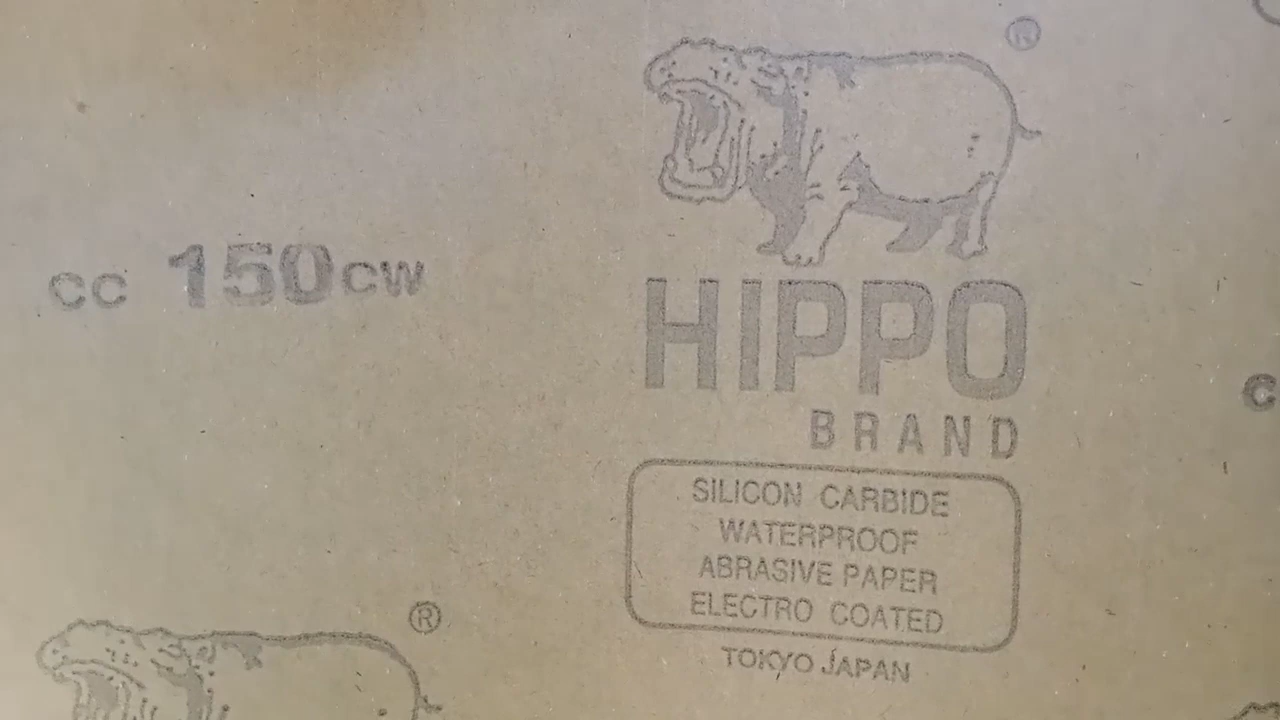 ®
CC 150CW
HIPPO
BRAND
SILICON CARBIDE
WATERPROOF
ABRASIVE PAPER
ELECTRO COATED
TOKYO JAPAN
®
C